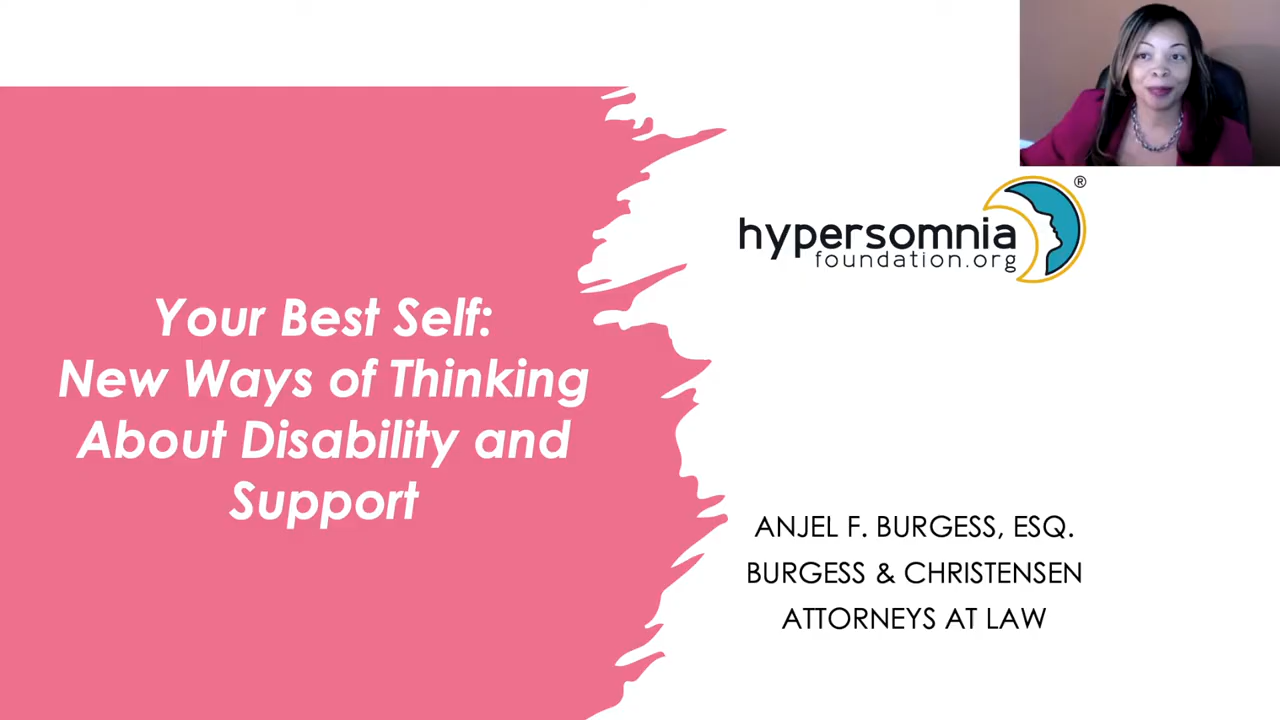 hypersomnia
foundation.org
®
Your Best Self:
New Ways of Thinking
About Disability and
Support
ANJEL F. BURGESS, ESQ.
BURGESS & CHRISTENSEN
ATTORNEYS AT LAW